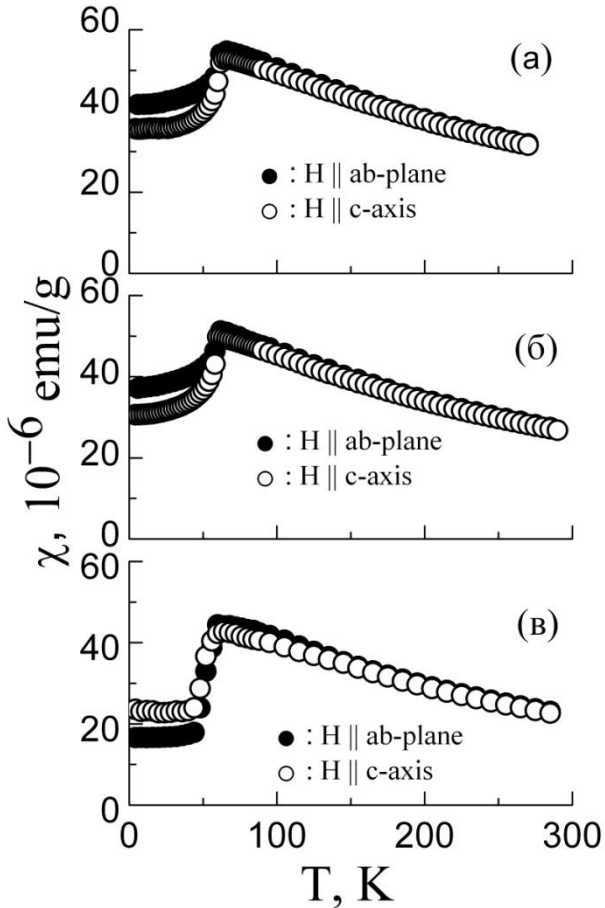 60
40
20
0
(а)
● : H || ab-plane
○ : H || c-axis
60
40
20
0
(б)
● : H || ab-plane
○ : H || c-axis
60
40
20
0
(в)
● : H || ab-plane
○ : H || c-axis
χ, 10⁻⁶ emu/g
0 100 200 300
T, K